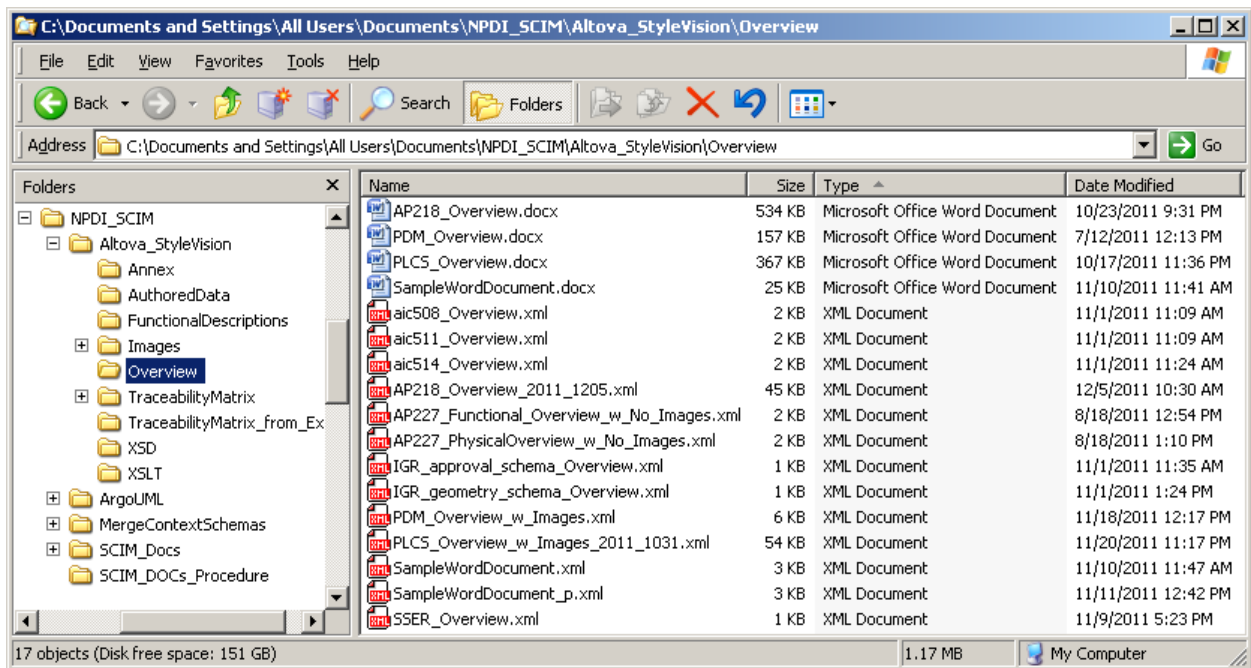 C:\Documents and Settings\All Users\Documents\NPDI_SCIM\Altova_StyleVision\Overview
File Edit View Favorites Tools Help
Back Search Folders
Address C:\Documents and Settings\All Users\Documents\NPDI_SCIM\Altova_StyleVision\Overview Go
Folders
NPDI_SCIM
Altova_StyleVision
Annex
AuthoredData
FunctionalDescriptions
Images
Overview
TraceabilityMatrix
TraceabilityMatrix_from_Ex
XSD
XSLT
ArgoUML
MergeContextSchemas
SCIM_Docs
SCIM_DOCs_Procedure
Name Size Type Date Modified
AP218_Overview.docx 534 KB Microsoft Office Word Document 10/23/2011 9:31 PM
PDM_Overview.docx 157 KB Microsoft Office Word Document 7/12/2011 12:13 PM
PLCS_Overview.docx 367 KB Microsoft Office Word Document 10/17/2011 11:36 PM
SampleWordDocument.docx 25 KB Microsoft Office Word Document 11/10/2011 11:41 AM
aic508_Overview.xml 2 KB XML Document 11/1/2011 11:09 AM
aic511_Overview.xml 2 KB XML Document 11/1/2011 11:09 AM
aic514_Overview.xml 2 KB XML Document 11/1/2011 11:24 AM
AP218_Overview_2011_1205.xml 45 KB XML Document 12/5/2011 10:30 AM
AP227_Functional_Overview_w_No_Images.xml 2 KB XML Document 8/18/2011 12:54 PM
AP227_PhysicalOverview_w_No_Images.xml 2 KB XML Document 8/18/2011 1:10 PM
IGR_approval_schema_Overview.xml 1 KB XML Document 11/1/2011 11:35 AM
IGR_geometry_schema_Overview.xml 1 KB XML Document 11/1/2011 1:24 PM
PDM_Overview_w_Images.xml 6 KB XML Document 11/18/2011 12:17 PM
PLCS_Overview_w_Images_2011_1031.xml 54 KB XML Document 11/20/2011 11:17 PM
SampleWordDocument.xml 3 KB XML Document 11/10/2011 11:47 AM
SampleWordDocument_p.xml 3 KB XML Document 11/11/2011 12:42 PM
SSER_Overview.xml 1 KB XML Document 11/9/2011 5:23 PM
17 objects (Disk free space: 151 GB) 1.17 MB My Computer